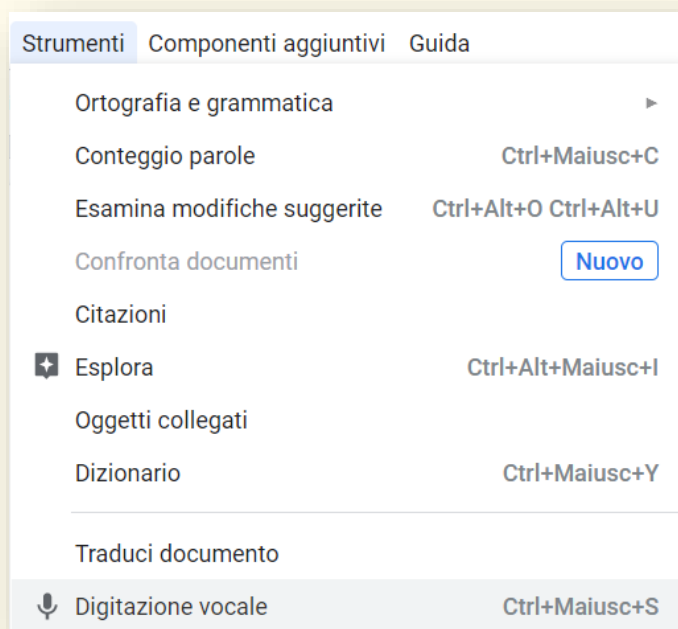 Strumenti Componenti aggiuntivi Guida
Ortografia e grammatica
Conteggio parole Ctrl+Maiusc+C
Esamina modifiche suggerite Ctrl+Alt+O Ctrl+Alt+U
Confronta documenti Nuovo
Citazioni
Esplora Ctrl+Alt+Maiusc+I
Oggetti collegati
Dizionario Ctrl+Maiusc+Y
Traduci documento
Digitazione vocale Ctrl+Maiusc+S